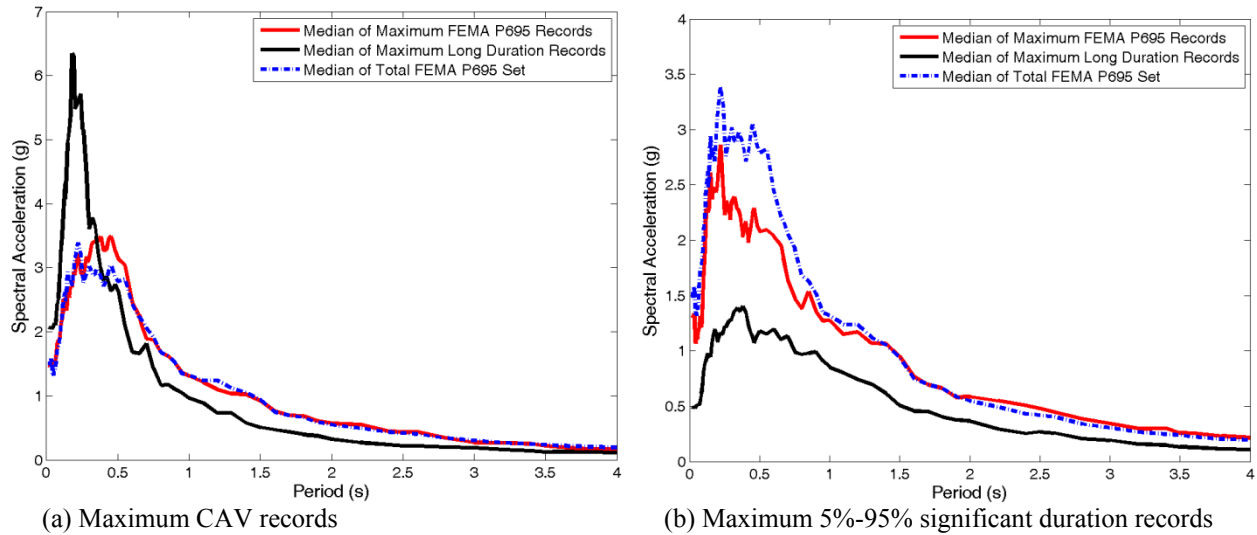 7
6
5
4
3
2
1
0
0
0.5
1
1.5
2
2.5
3
3.5
4
Spectral Acceleration (g)
Period (s)
Median of Maximum FEMA P695 Records
Median of Maximum Long Duration Records
Median of Total FEMA P695 Set
(a) Maximum CAV records
4
3.5
3
2.5
2
1.5
1
0.5
0
0
0.5
1
1.5
2
2.5
3
3.5
4
Spectral Acceleration (g)
Period (s)
Median of Maximum FEMA P695 Records
Median of Maximum Long Duration Records
Median of Total FEMA P695 Set
(b) Maximum 5%-95% significant duration records